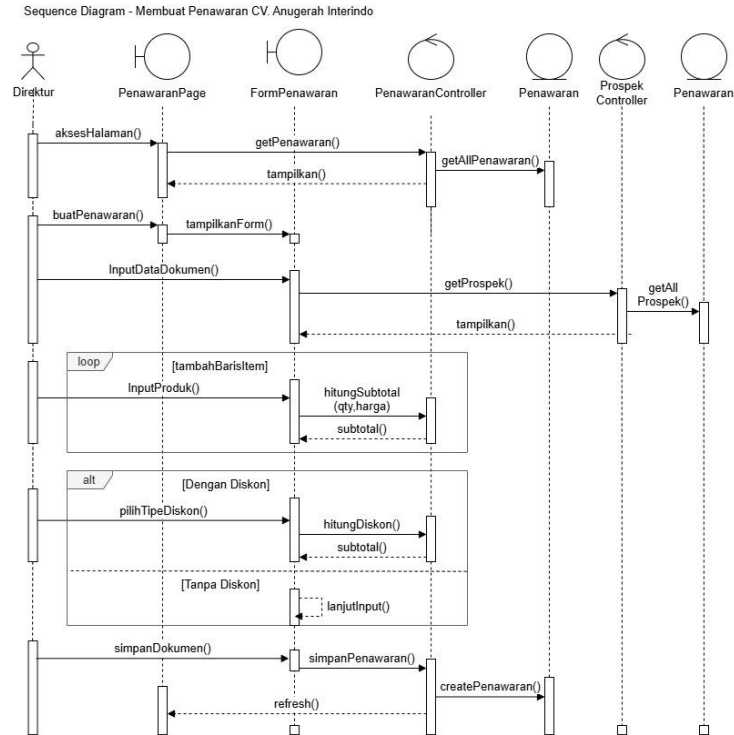 Sequence Diagram - Membuat Penawaran CV. Anugerah Interindo
Direktur
PenawaranPage
FormPenawaran
PenawaranController
Penawaran
Prospek
Controller
Penawaran
aksesHalaman()
getPenawaran()
getAllPenawaran()
tampilkan()
buatPenawaran()
tampilkanForm()
InputDataDokumen()
getProspek()
getAll
Prospek()
tampilkan()
loop
[tambahBarisItem]
InputProduk()
hitungSubtotal
(qty,harga)
subtotal()
alt
[Dengan Diskon]
pilihTipeDiskon()
hitungDiskon()
subtotal()
[Tanpa Diskon]
lanjutInput()
simpanDokumen()
simpanPenawaran()
createPenawaran()
refresh()